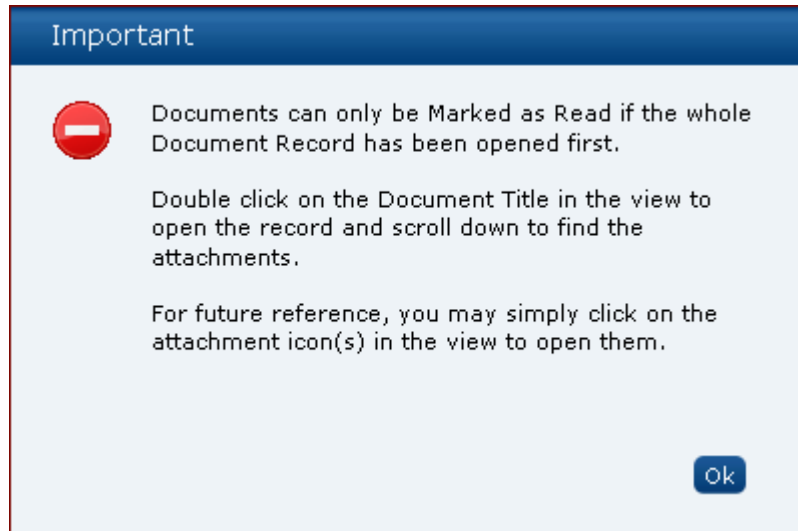 Important
Documents can only be Marked as Read if the whole
Document Record has been opened first.
Double click on the Document Title in the view to
open the record and scroll down to find the
attachments.
For future reference, you may simply click on the
attachment icon(s) in the view to open them.
Ok